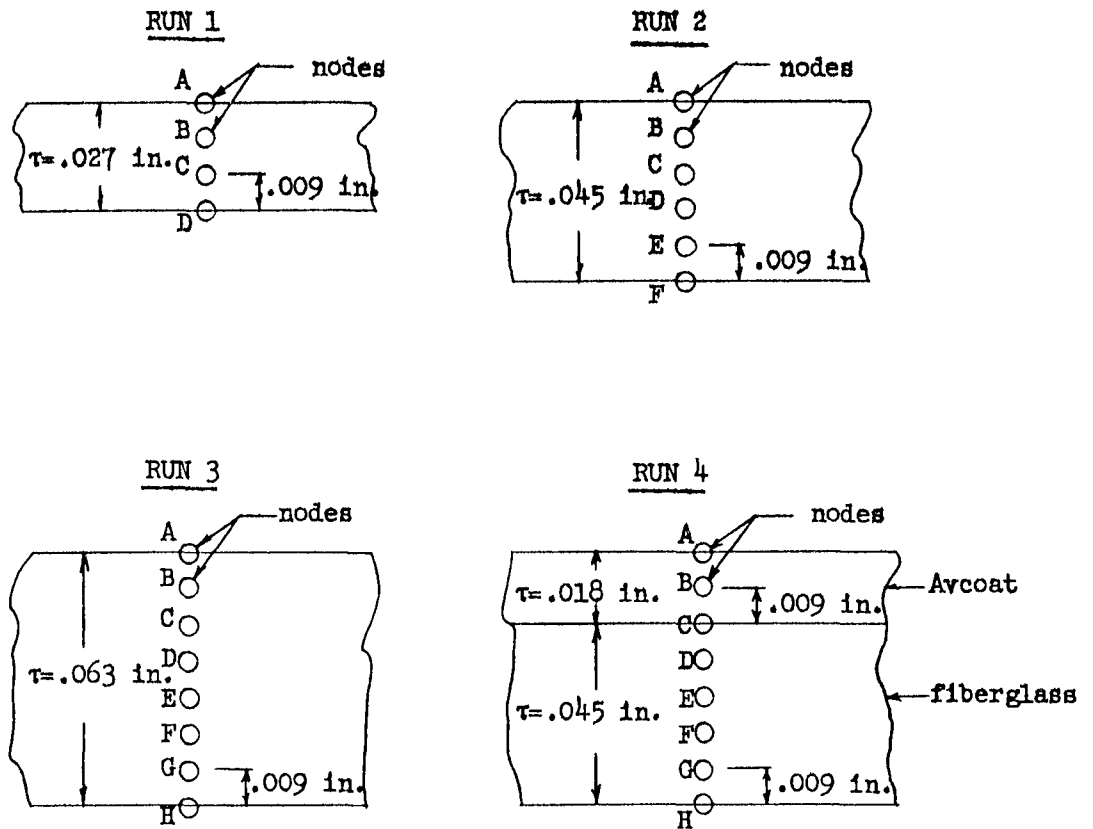 RUN 1
nodes
A
B
τ=.027 in.
C
.009 in.
D
RUN 2
nodes
A
B
C
τ=.045 in.
D
E
.009 in.
F
RUN 3
nodes
A
B
C
τ=.063 in.
D
E
F
G
.009 in.
H
RUN 4
nodes
A
τ=.018 in.
B
.009 in.
Avcoat
C
D
τ=.045 in.
E
fiberglass
F
G
.009 in.
H